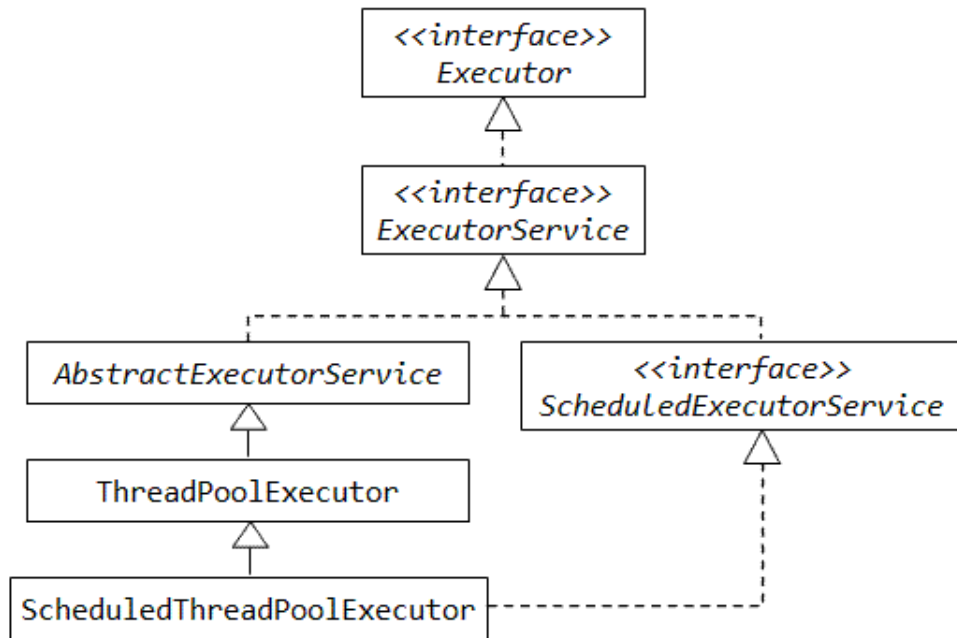 <<interface>>
Executor
<<interface>>
ExecutorService
AbstractExecutorService
<<interface>>
ScheduledExecutorService
ThreadPoolExecutor
ScheduledThreadPoolExecutor